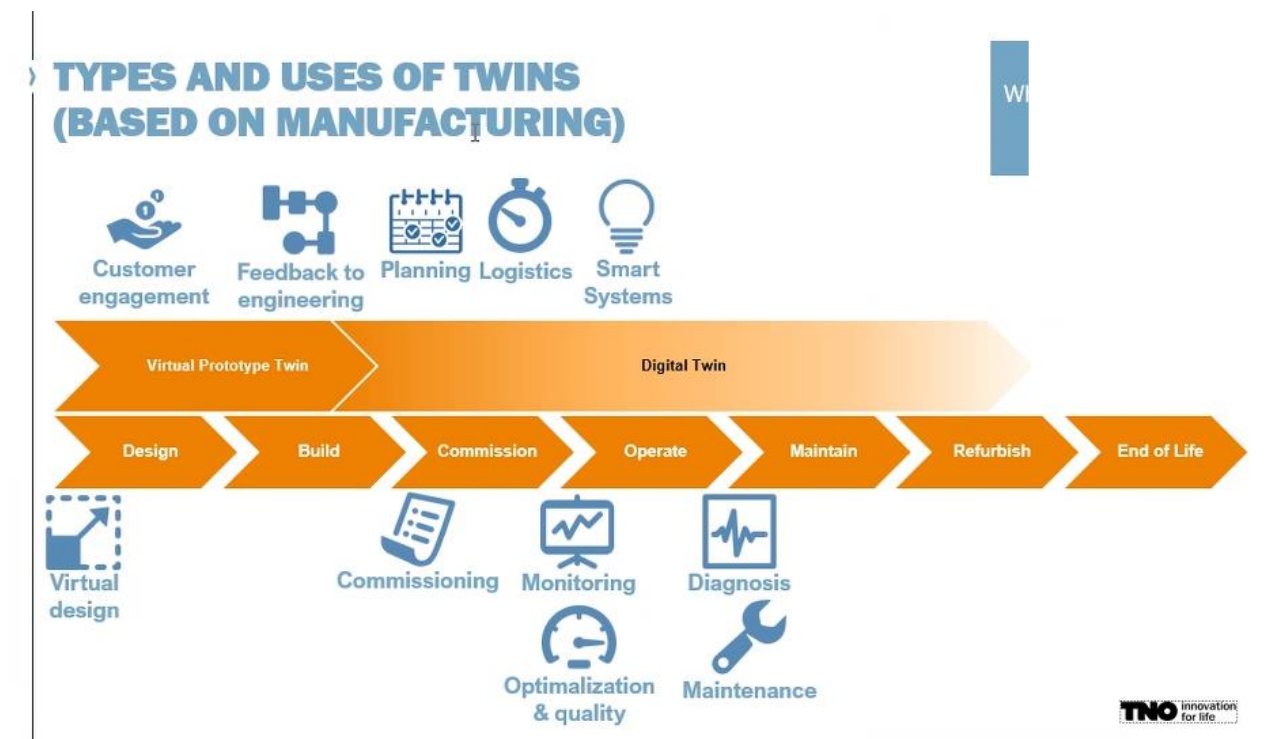 TYPES AND USES OF TWINS
(BASED ON MANUFACTURING)
Customer
engagement
Feedback to
engineering
Planning
Logistics
Smart
Systems
Virtual Prototype Twin
Digital Twin
Design
Build
Commission
Operate
Maintain
Refurbish
End of Life
Virtual
design
Commissioning
Monitoring
Diagnosis
Optimalization
& quality
Maintenance
TNO innovation
for life